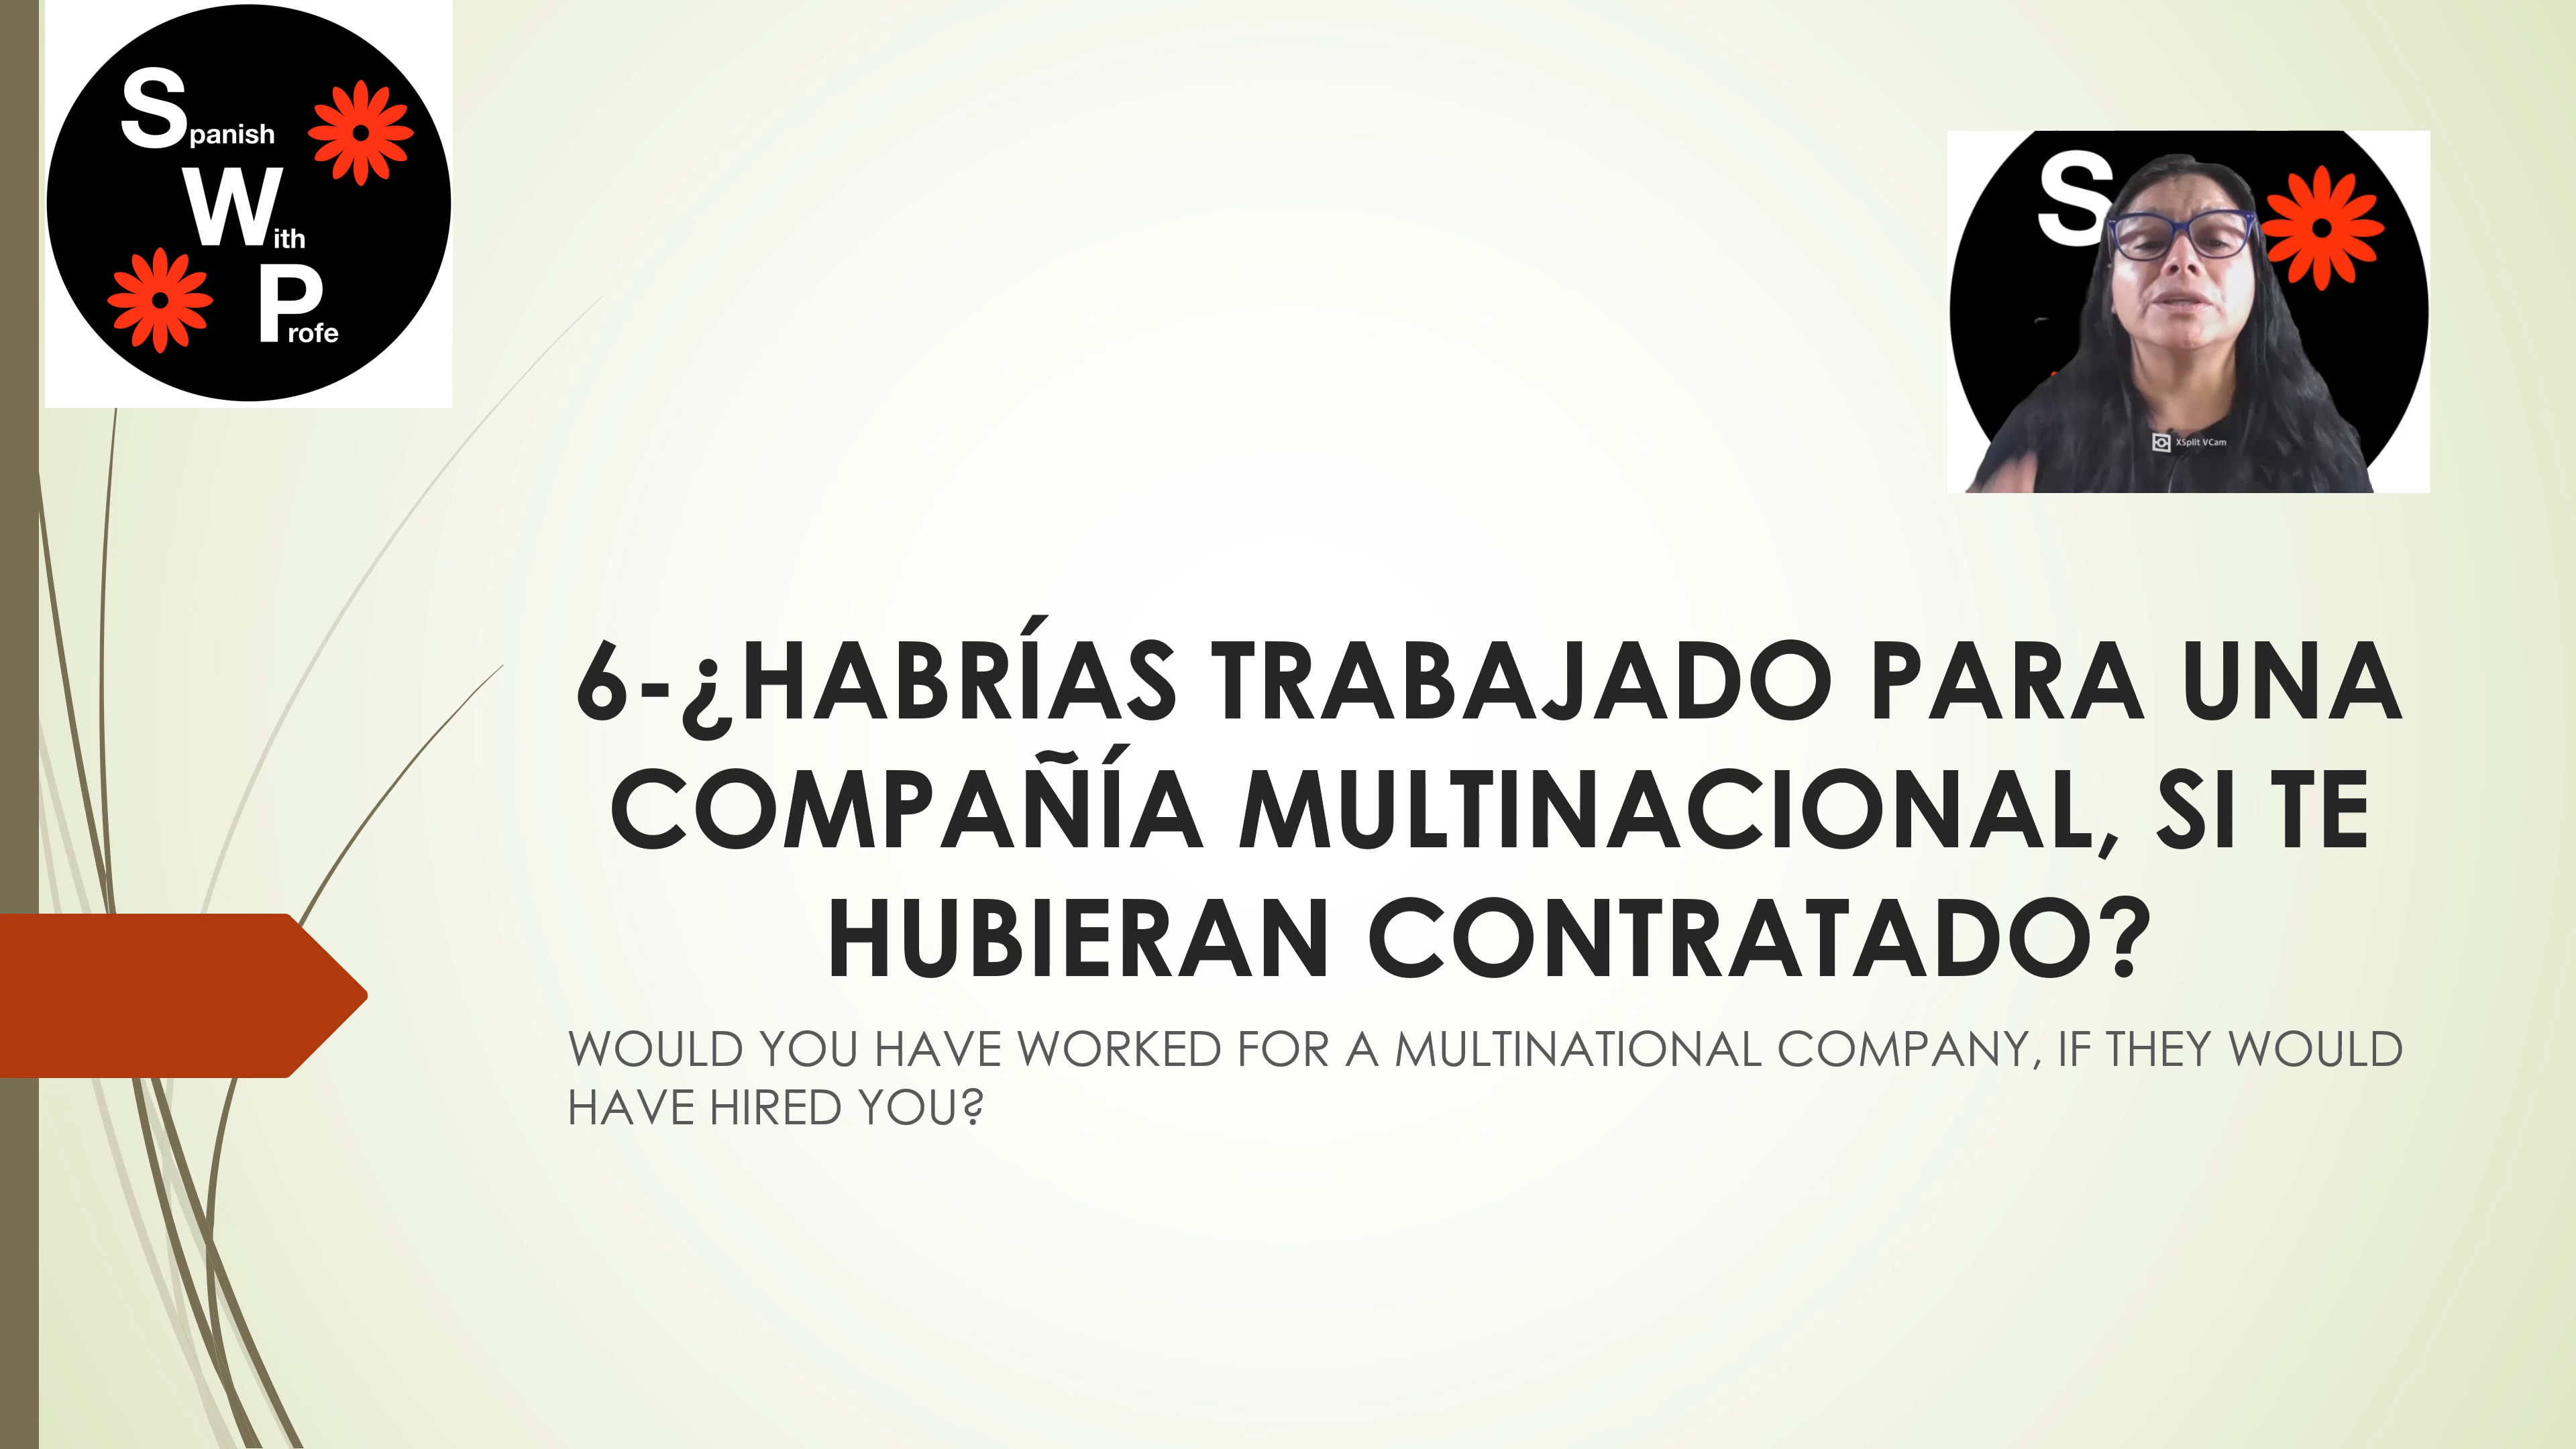 Spanish
With
Profe
S
XSplit VCam
6-¿HABRÍAS TRABAJADO PARA UNA
COMPAÑÍA MULTINACIONAL, SI TE
HUBIERAN CONTRATADO?
WOULD YOU HAVE WORKED FOR A MULTINATIONAL COMPANY, IF THEY WOULD
HAVE HIRED YOU?